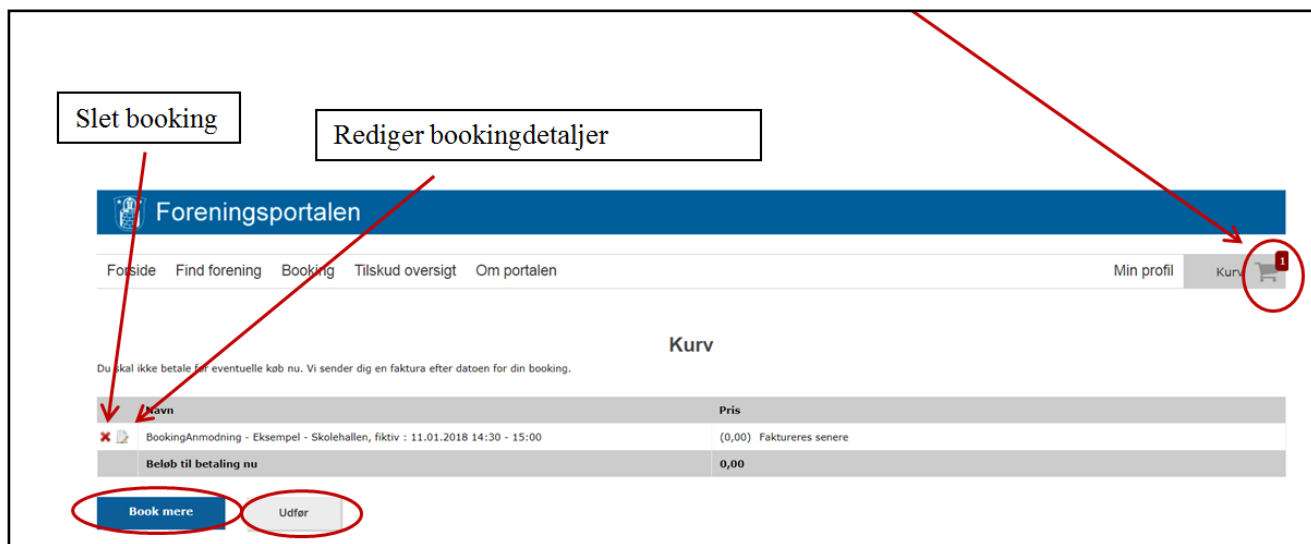 Slet booking
Rediger bookingdetaljer
Foreningsportalen
Forside Find forening Booking Tilskud oversigt Om portalen Min profil Kurv 1
Kurv
Du skal ikke betale for eventuelle køb nu. Vi sender dig en faktura efter datoen for din booking.
Navn Pris
BookingAnmodning - Eksempel - Skolehallen, fiktiv : 11.01.2018 14:30 - 15:00 (0,00) Faktureres senere
Beløb til betaling nu 0,00
Book mere Udfør